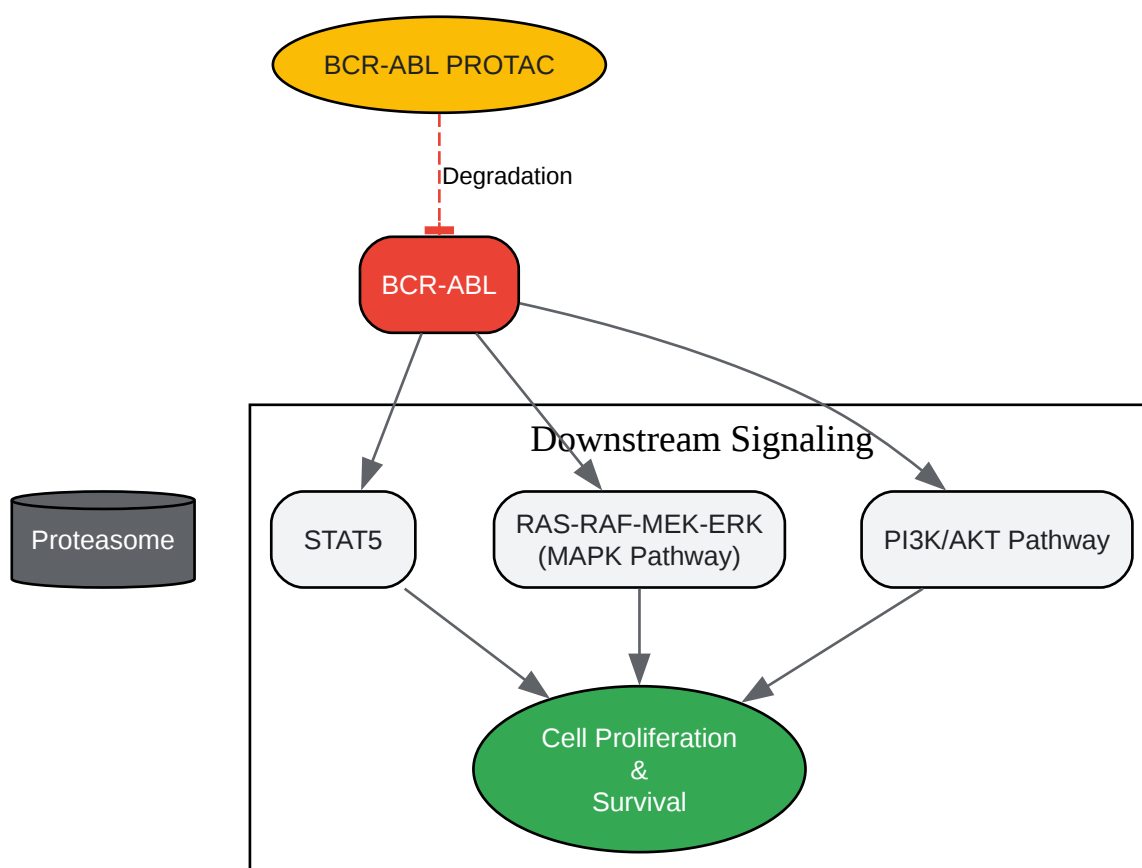 BCR-ABL PROTAC
Degradation
BCR-ABL
Downstream Signaling
Proteasome
STAT5
RAS-RAF-MEK-ERK
(MAPK Pathway)
PI3K/AKT Pathway
Cell Proliferation
&
Survival